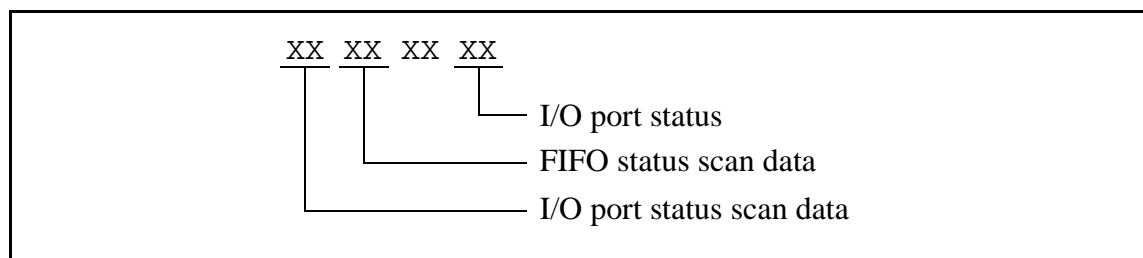 XX XX XX XX
I/O port status
FIFO status scan data
I/O port status scan data